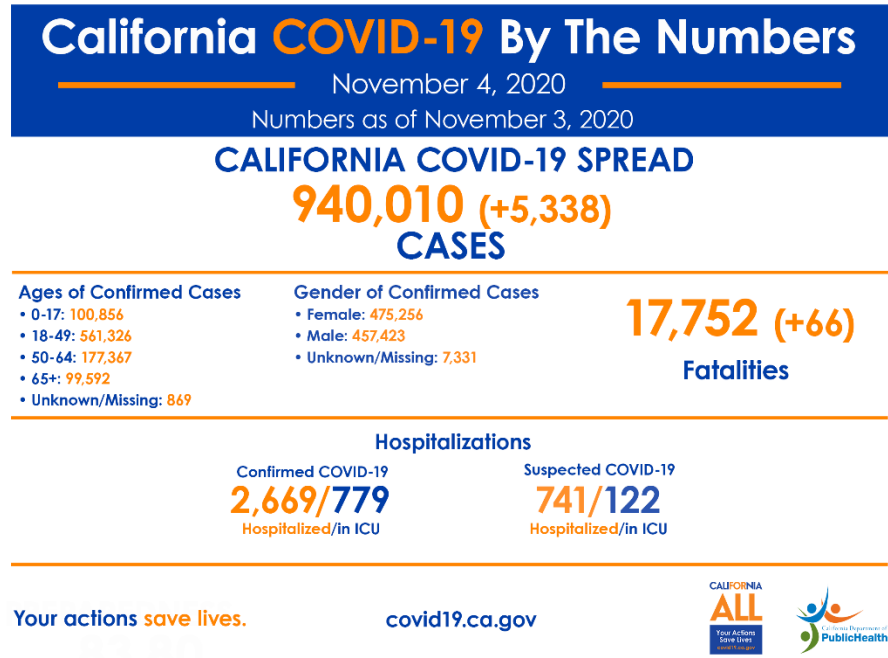 California COVID-19 By The Numbers
November 4, 2020
Numbers as of November 3, 2020
CALIFORNIA COVID-19 SPREAD
940,010 (+5,338)
CASES
Ages of Confirmed Cases
• 0-17: 100,856
• 18-49: 561,326
• 50-64: 177,367
• 65+: 99,592
• Unknown/Missing: 869
Gender of Confirmed Cases
• Female: 475,256
• Male: 457,423
• Unknown/Missing: 7,331
17,752 (+66)
Fatalities
Hospitalizations
Confirmed COVID-19
2,669/779
Hospitalized/in ICU
Suspected COVID-19
741/122
Hospitalized/in ICU
Your actions save lives.
covid19.ca.gov
CALIFORNIA
ALL
Your Actions
Save Lives
covid19.ca.gov
California Department of
PublicHealth